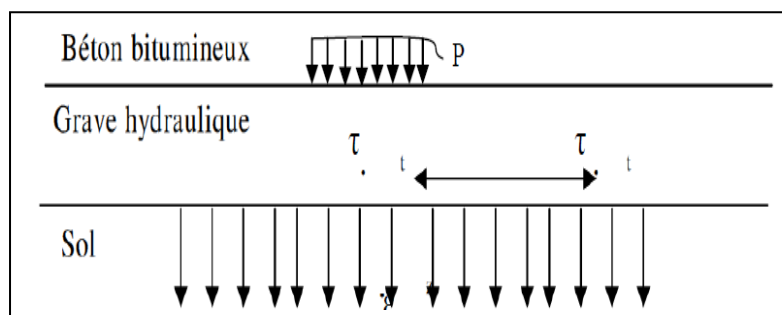 Béton bitumineux
P
Grave hydraulique
τ t τ t
Sol